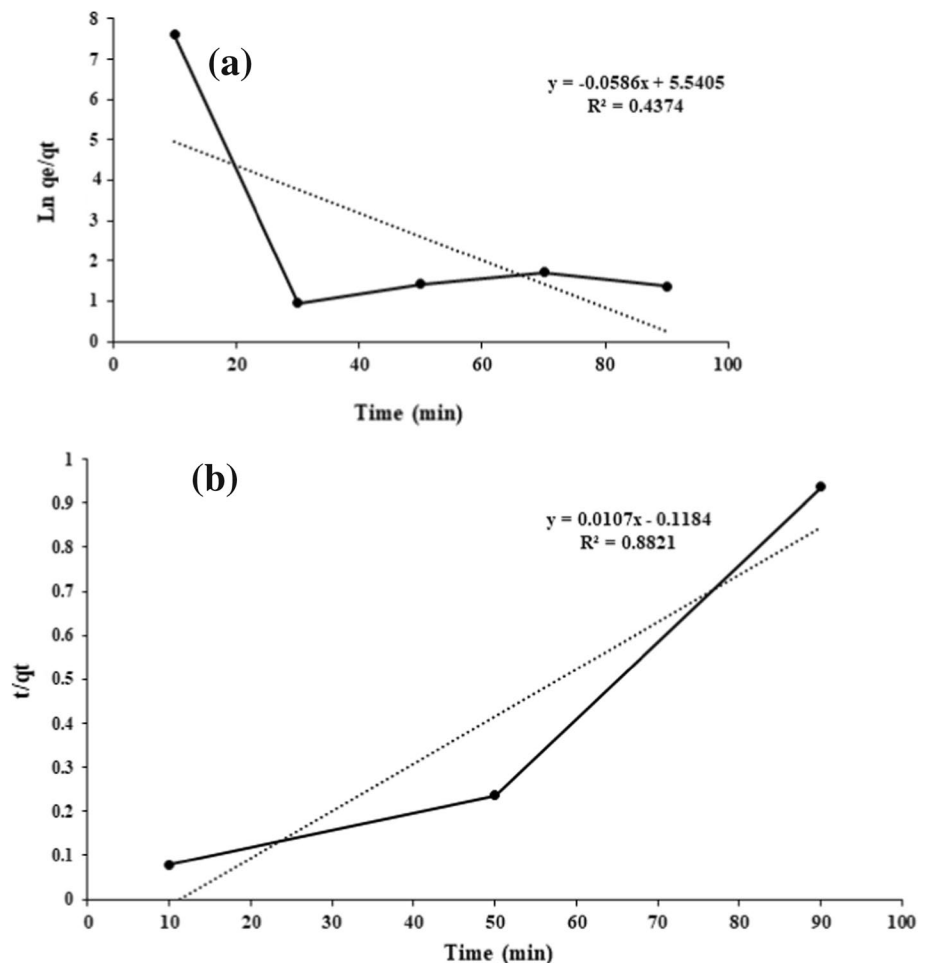 (a)
y = -0.0586x + 5.5405
R² = 0.4374
Ln qe/qt
8
7
6
5
4
3
2
1
0
0 20 40 60 80 100
Time (min)
(b)
y = 0.0107x - 0.1184
R² = 0.8821
t/qt
1
0.9
0.8
0.7
0.6
0.5
0.4
0.3
0.2
0.1
0
0 10 20 30 40 50 60 70 80 90 100
Time (min)